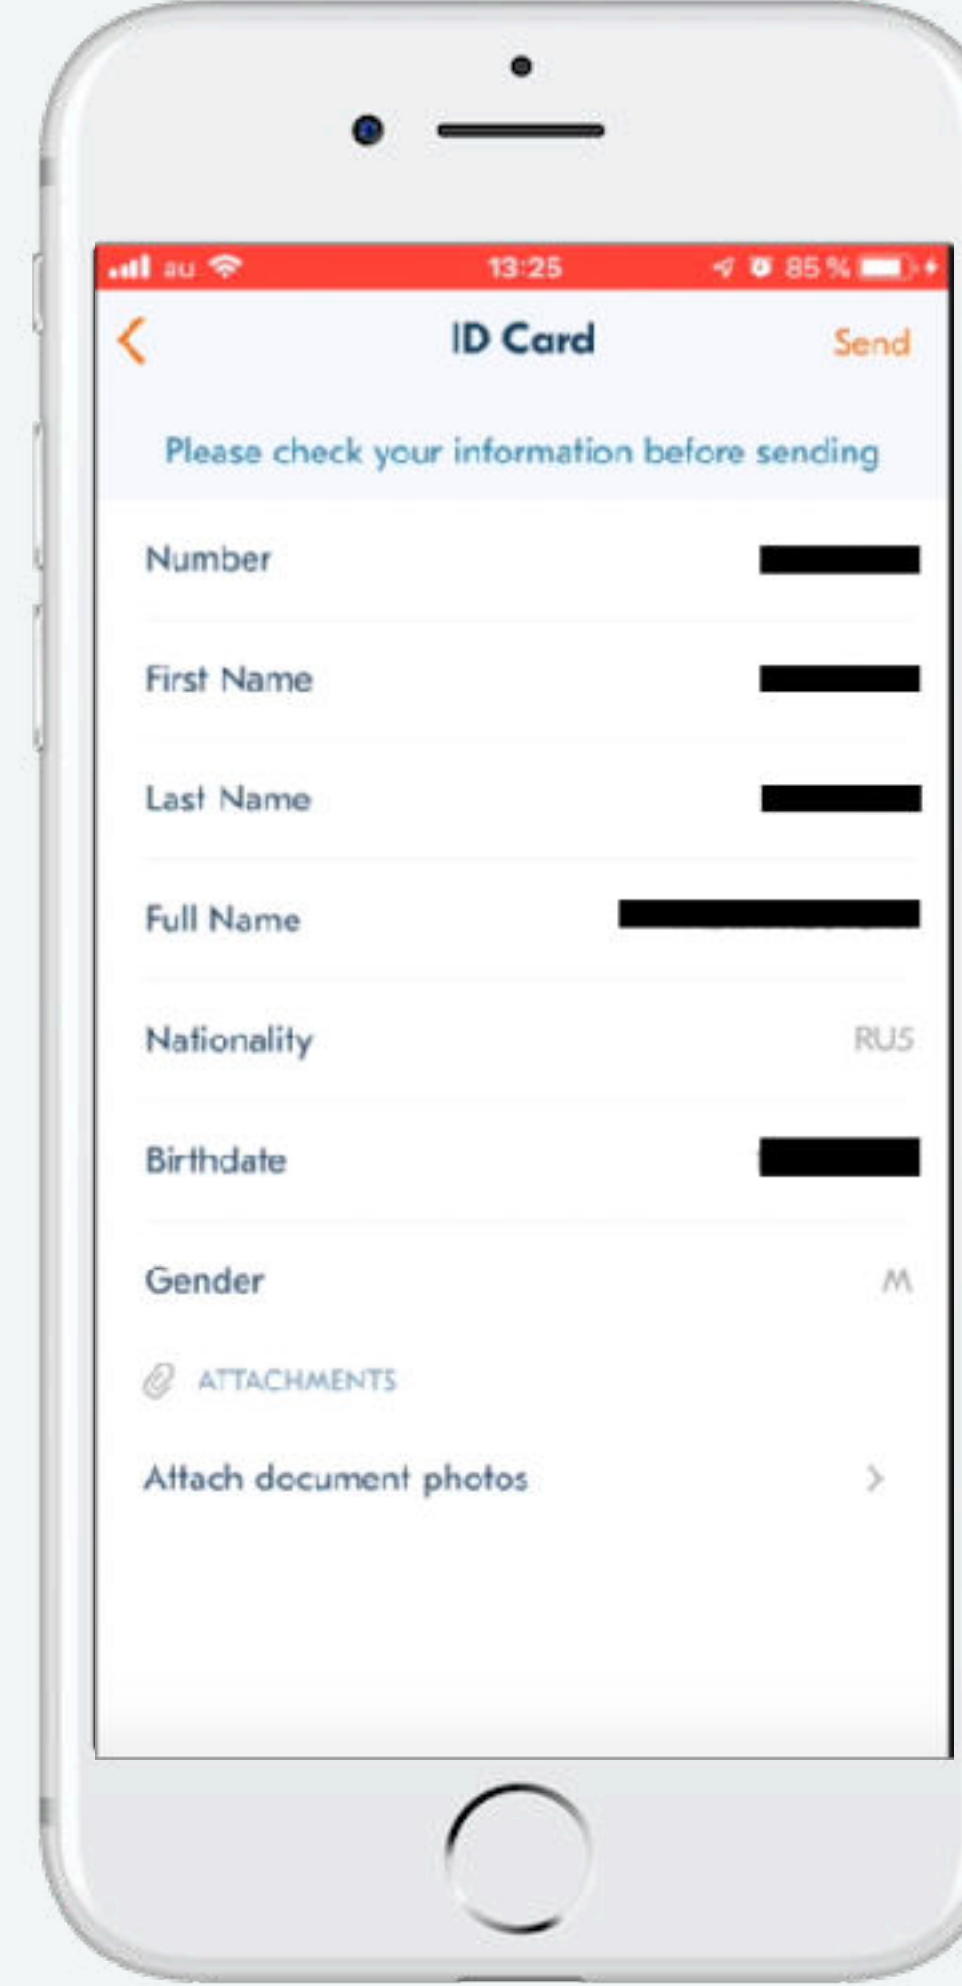 au 13:25 85 %
ID Card Send
Please check your information before sending
Number
First Name
Last Name
Full Name
Nationality RUS
Birthdate
Gender M
ATTACHMENTS
Attach document photos